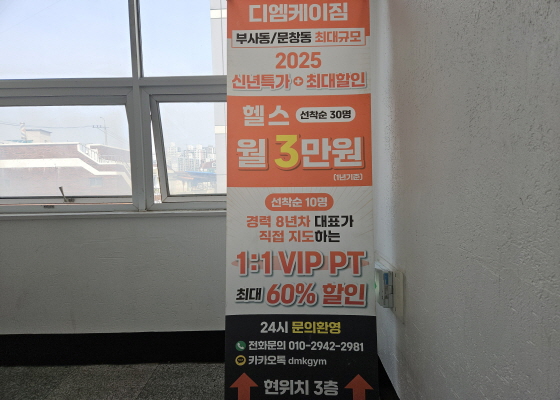 디엠케이짐
부사동/문창동 최대규모
2025
신년특가 + 최대할인
헬스 선착순 30명
월 3만원
(1년기준)
선착순 10명
경력 8년차 대표가
직접 지도하는
1:1 VIP PT
최대 60% 할인
24시 문의환영
전화문의 010-2942-2981
카카오톡 dmkgym
현위치 3층